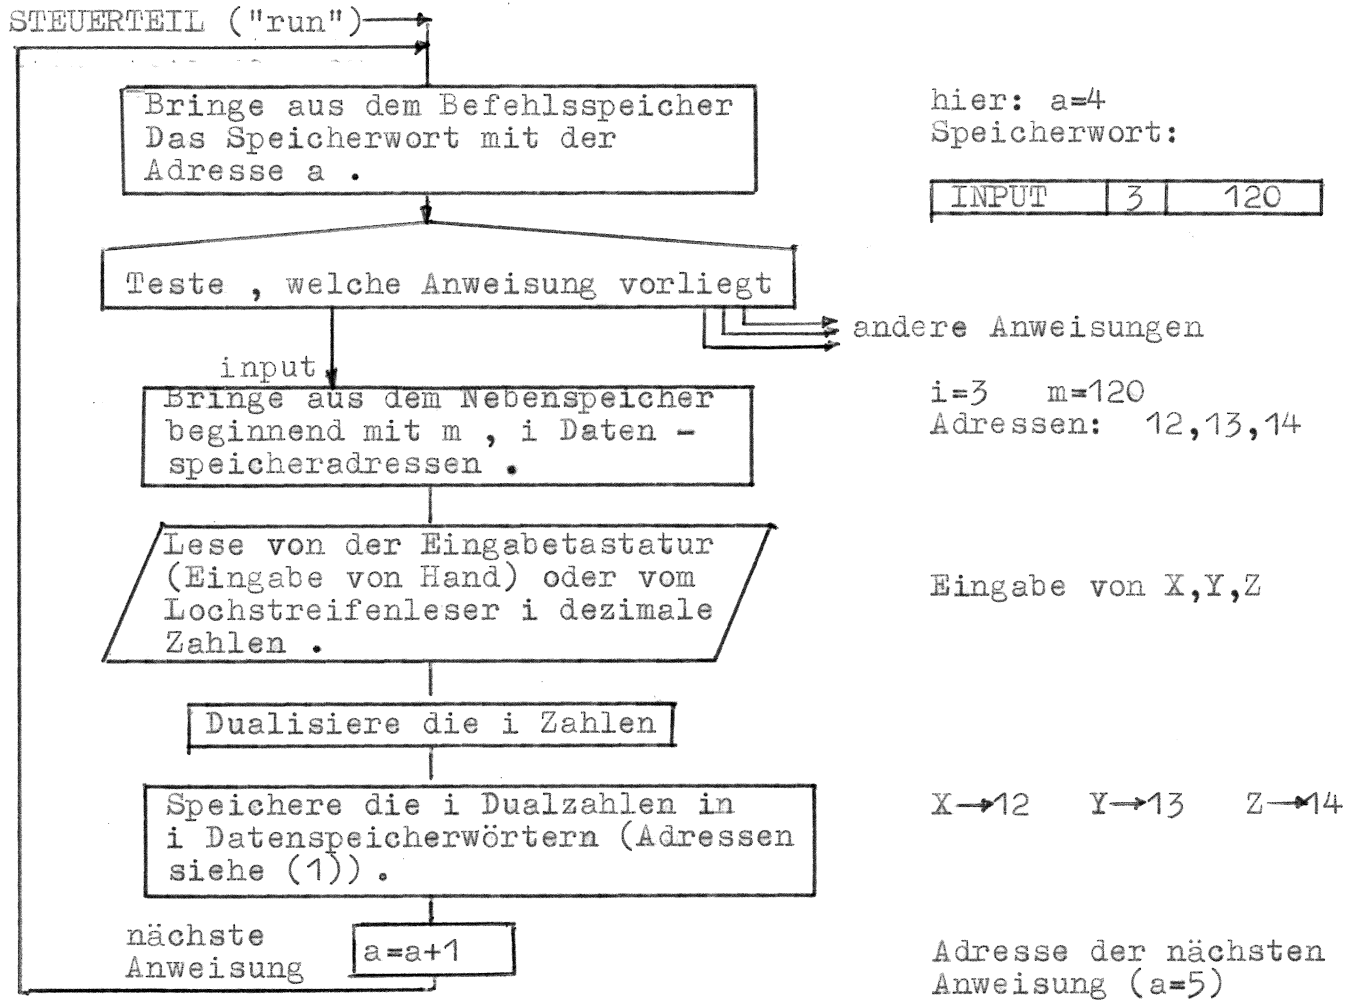 STEUERTEIL ("run")
Bringe aus dem Befehlsspeicher
Das Speicherwort mit der
Adresse a .
hier: a=4
Speicherwort:
INPUT 3 120
Teste , welche Anweisung vorliegt
andere Anweisungen
input
Bringe aus dem Nebenspeicher
beginnend mit m , i Daten -
speicheradressen .
i=3 m=120
Adressen: 12,13,14
Lese von der Eingabetastatur
(Eingabe von Hand) oder vom
Lochstreifenleser i dezimale
Zahlen .
Eingabe von X,Y,Z
Dualisiere die i Zahlen
Speichere die i Dualzahlen in
i Datenspeicherwörtern (Adressen
siehe (1)) .
X→12 Y→13 Z→14
nächste
Anweisung
a=a+1
Adresse der nächsten
Anweisung (a=5)